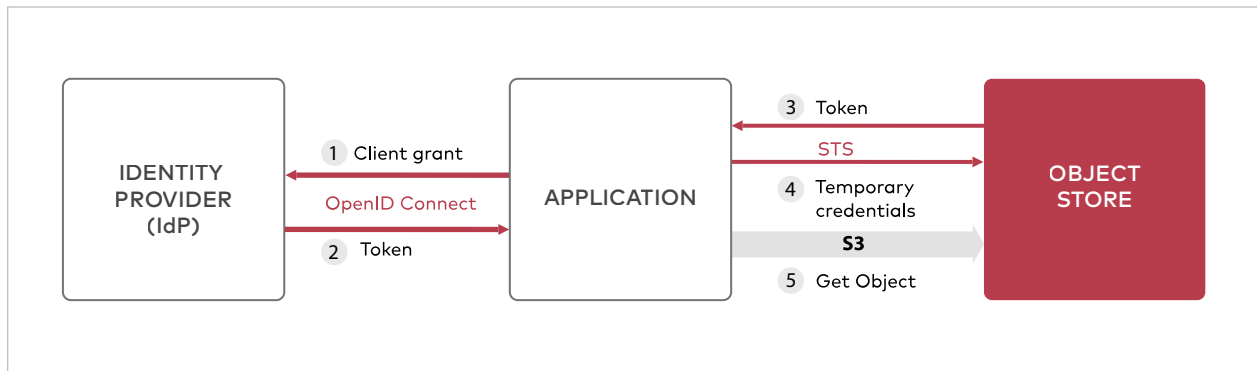 IDENTITY
PROVIDER
(IdP)
1 Client grant
OpenID Connect
2 Token
APPLICATION
3 Token
STS
4 Temporary
credentials
S3
5 Get Object
OBJECT
STORE